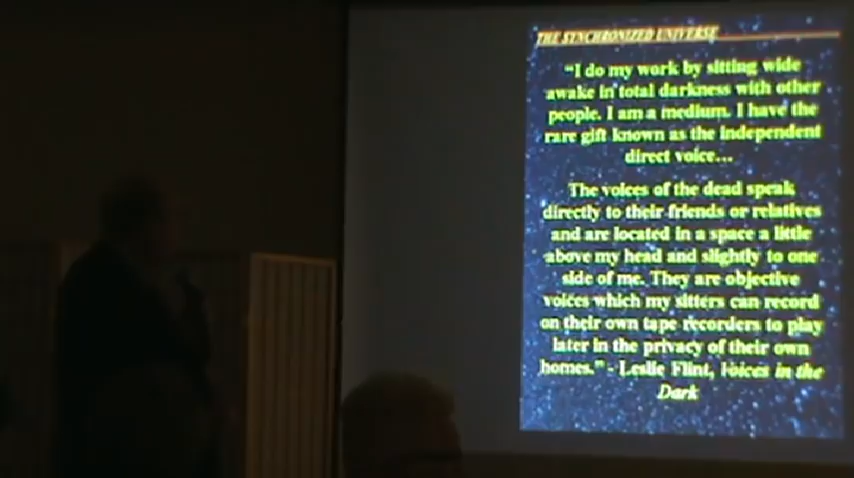 THE SYNCHRONIZED UNIVERSE
"I do my work by sitting wide
awake in total darkness with other
people. I am a medium. I have the
rare gift known as the independent
direct voice...
The voices of the dead speak
directly to their friends or relatives
and are located in a space a little
above my head and slightly to one
side of me. They are objective
voices which my sitters can record
on their own tape recorders to play
later in the privacy of their own
homes." - Leslie Flint, Voices in the
Dark